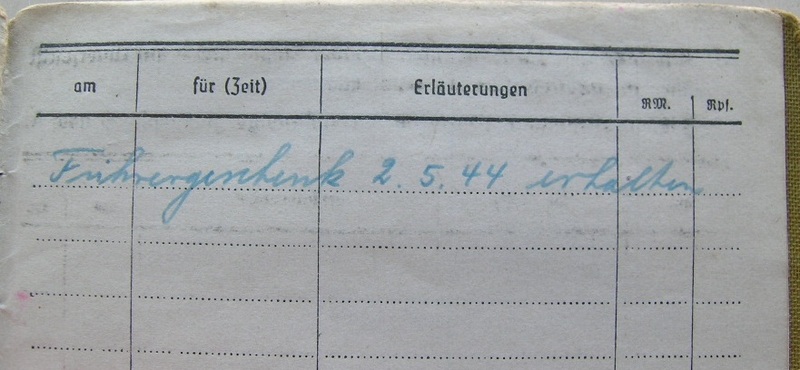 am für (Zeit) Erläuterungen RM. Rpf.
Führergeschenk 2. 5. 44 erhalten